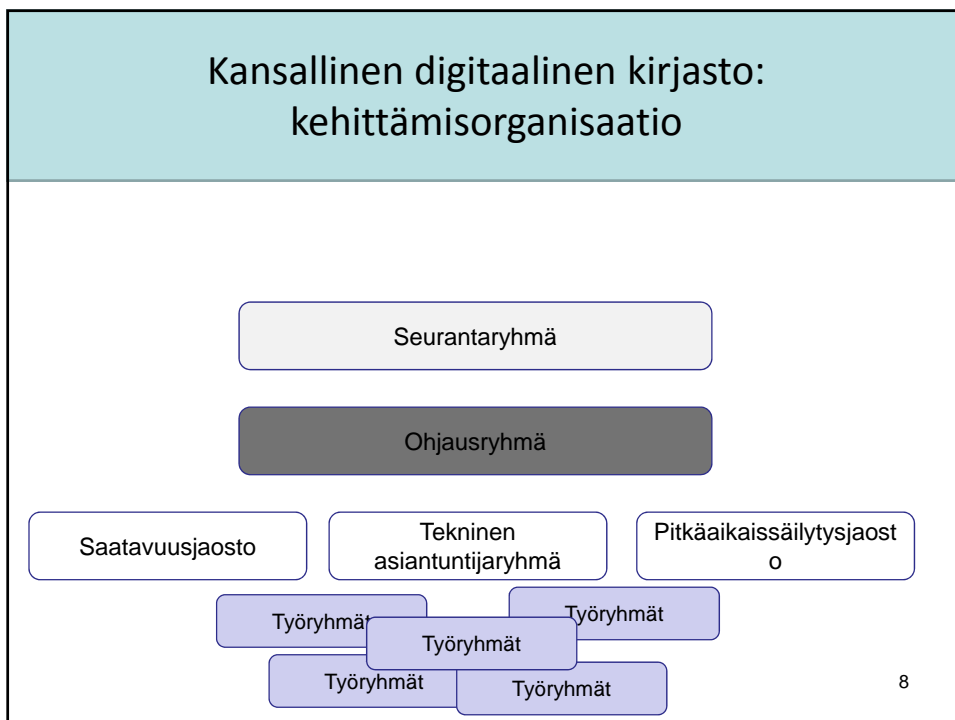 Kansallinen digitaalinen kirjasto:
kehittämisorganisaatio
Seurantaryhmä
Ohjausryhmä
Saatavuusjaosto
Tekninen
asiantuntijaryhmä
Pitkäaikaissäilytysjaost
o
Työryhmät
Työryhmät
Työryhmät
Työryhmät
Työryhmät
8